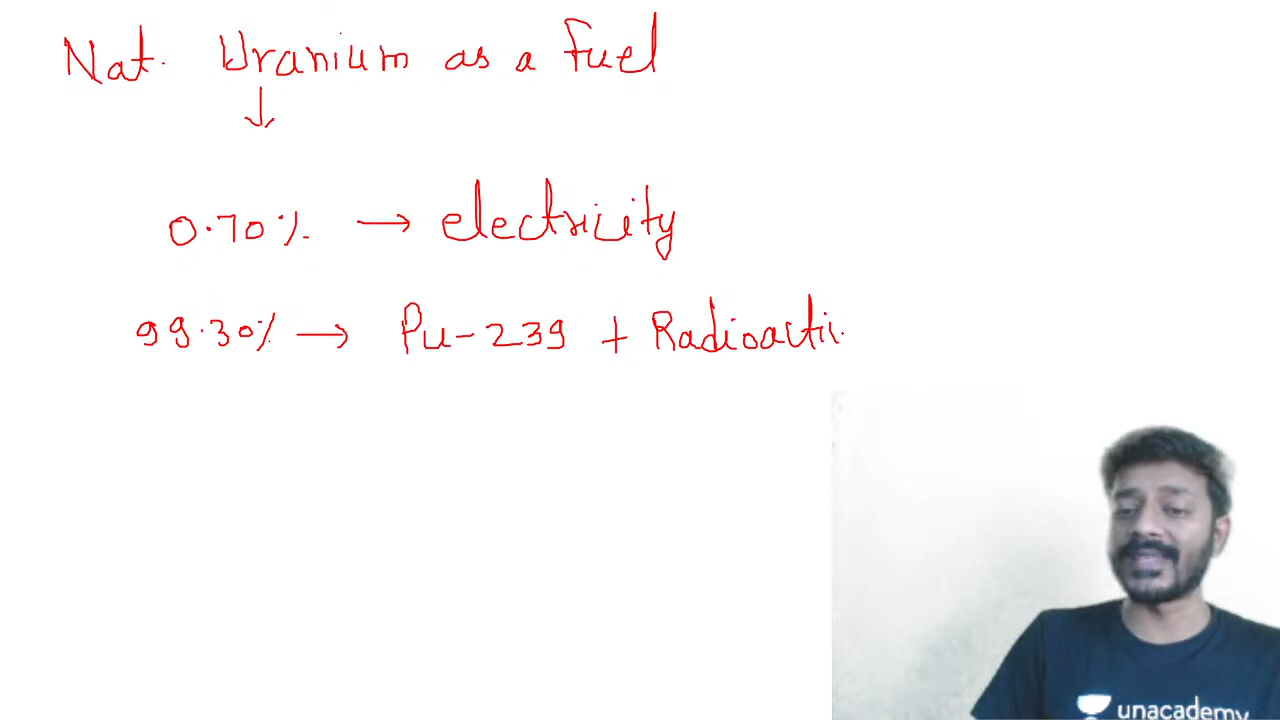 Nat. Uranium as a fuel
↓
0.70% → electricity
99.30% → Pu-239 + Radioacti
unacademy